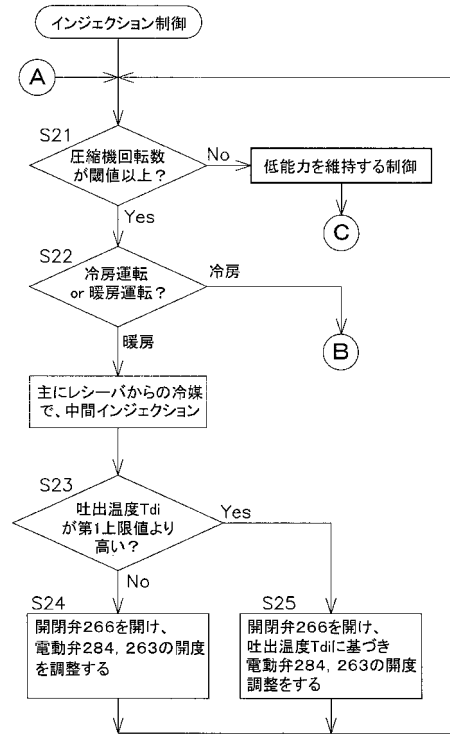 インジェクション制御
A
S21
圧縮機回転数
が閾値以上？
No
低能力を維持する制御
C
Yes
S22
冷房運転
or 暖房運転？
冷房
B
暖房
主にレシーバからの冷媒
で、中間インジェクション
S23
吐出温度Tdi
が第1上限値より
高い？
Yes
No
S24
開閉弁266を開け、
電動弁284，263の開度
を調整する
S25
開閉弁266を開け、
吐出温度Tdiに基づき
電動弁284，263の開度
調整をする